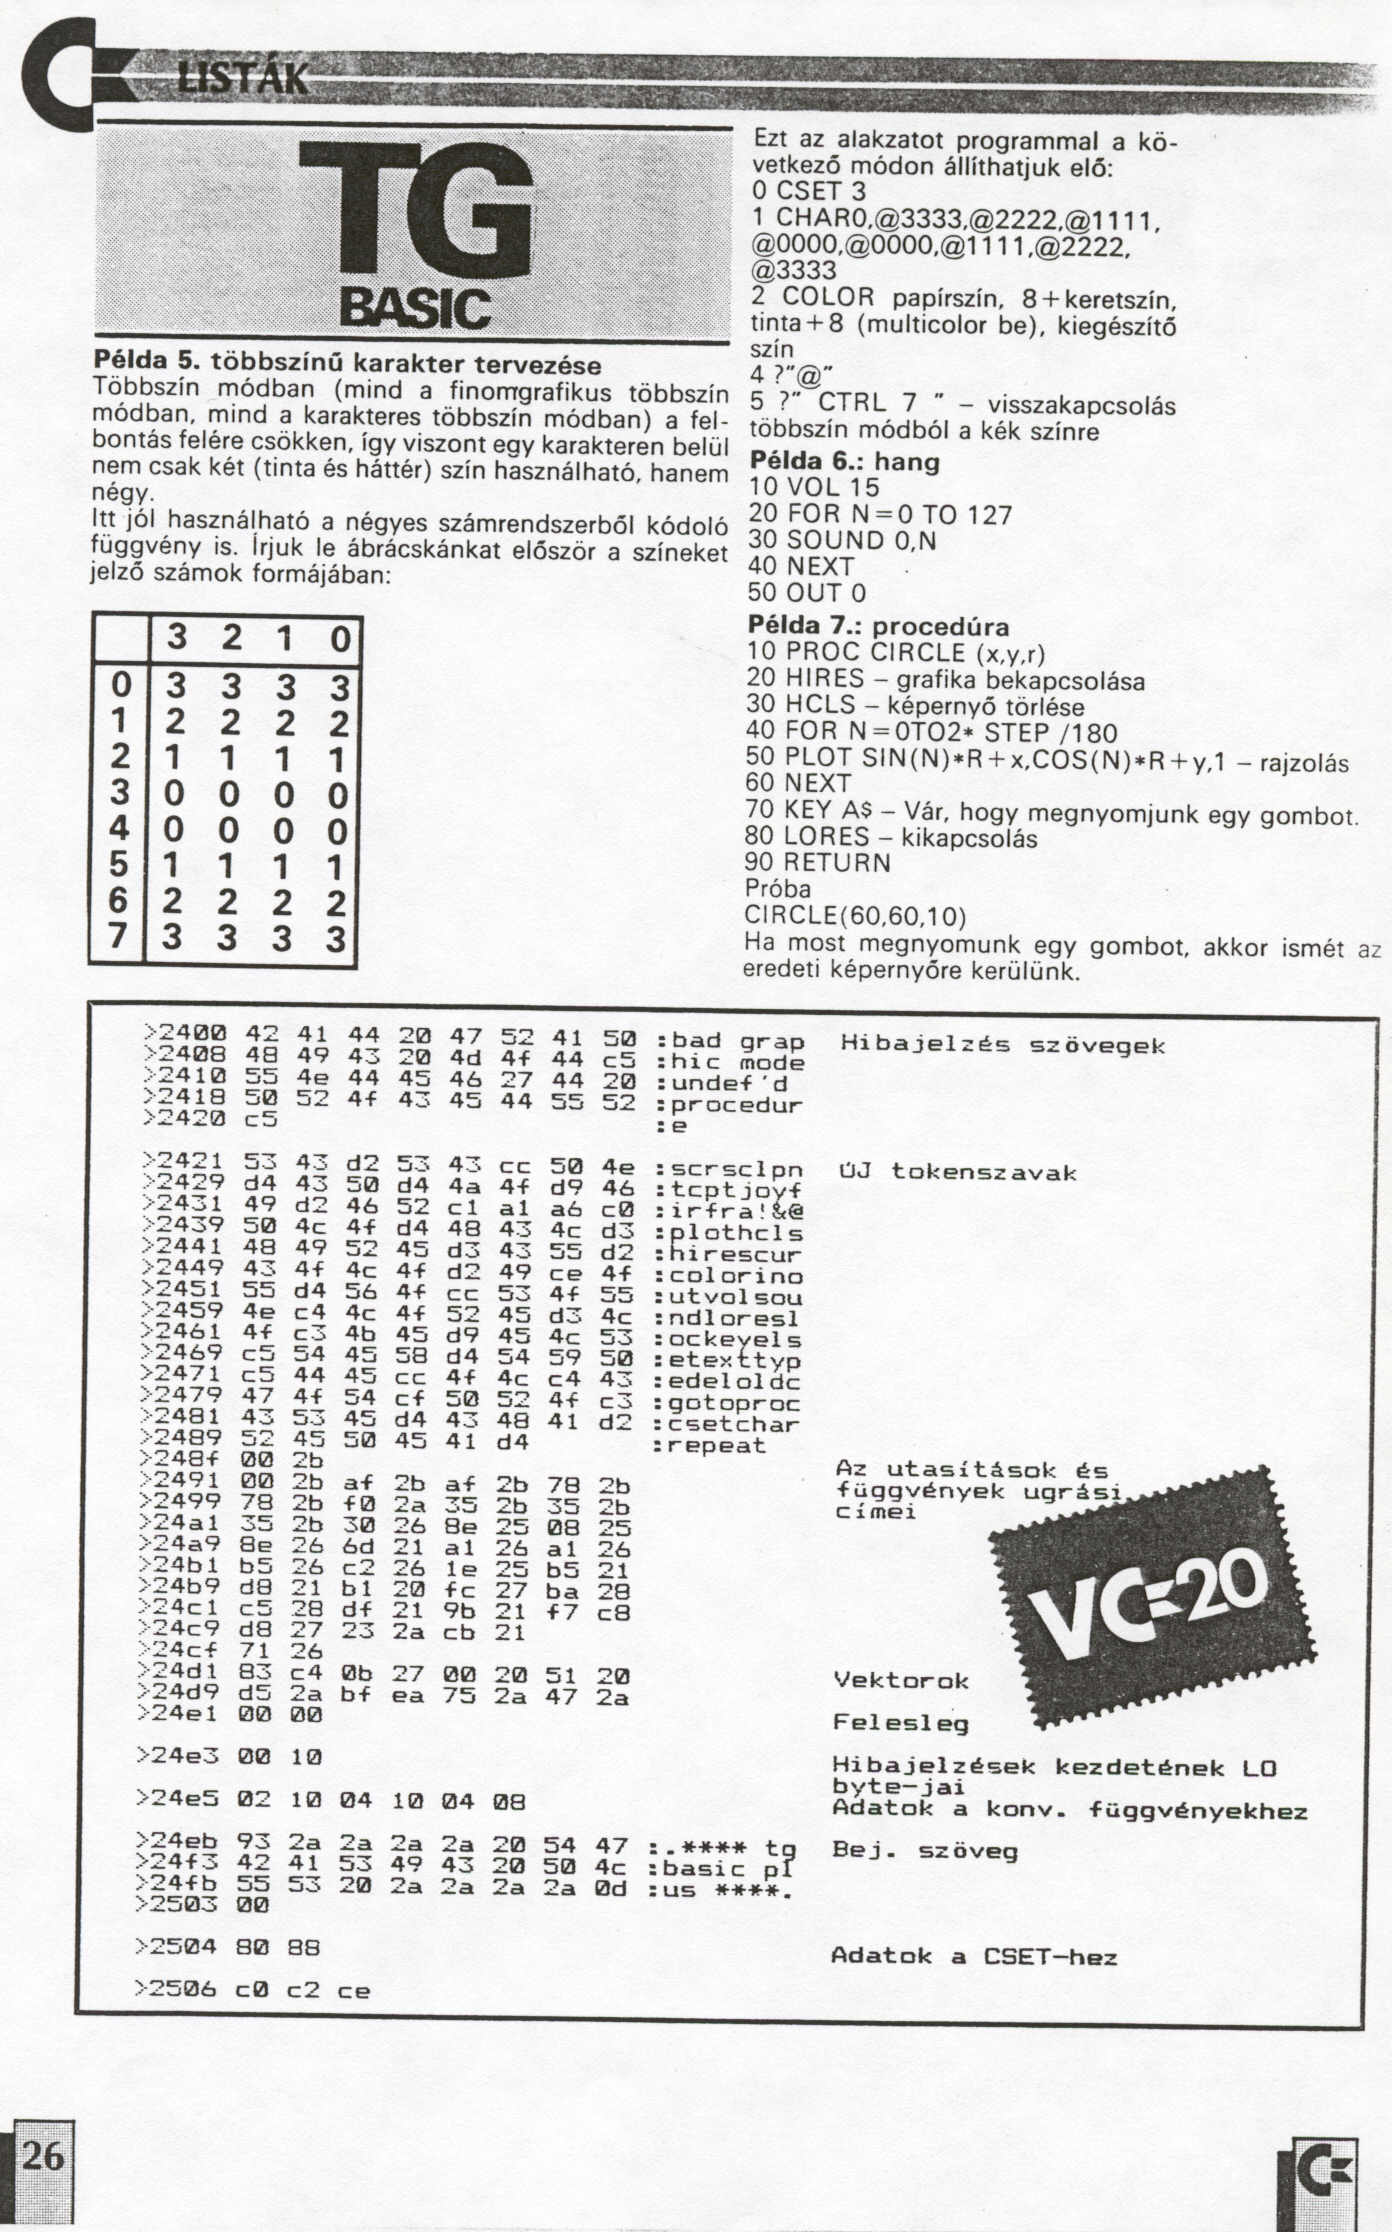 LISTÁK
TG
BASIC
Példa 5. többszínű karakter tervezése
Többszín módban (mind a finomrgrafikus többszín
módban, mind a karakteres többszín módban) a fel-
bontás felére csökken, így viszont egy karakteren belül
nem csak két (tinta és háttér) szín használható, hanem
négy.
Itt jól használható a négyes számrendszerből kódoló
függvény is. Írjuk le ábrácskánkat először a színeket
jelző számok formájában:
3 2 1 0
0 3 3 3 3
1 2 2 2 2
2 1 1 1 1
3 0 0 0 0
4 0 0 0 0
5 1 1 1 1
6 2 2 2 2
7 3 3 3 3
Ezt az alakzatot programmal a kö-
vetkező módon állíthatjuk elő:
0 CSET 3
1 CHAR0,@3333,@2222,@1111,
@0000,@0000,@1111,@2222,
@3333
2 COLOR papírszín, 8+keretszín,
tinta+8 (multicolor be), kiegészítő
szín
4 ?"@"
5 ?" CTRL 7 " – visszakapcsolás
többszín módból a kék színre
Példa 6.: hang
10 VOL 15
20 FOR N=0 TO 127
30 SOUND 0,N
40 NEXT
50 OUT 0
Példa 7.: procedúra
10 PROC CIRCLE (x,y,r)
20 HIRES – grafika bekapcsolása
30 HCLS – képernyő törlése
40 FOR N=0TO2* STEP /180
50 PLOT SIN(N)*R+x,COS(N)*R+y,1 – rajzolás
60 NEXT
70 KEY A$ – Vár, hogy megnyomjunk egy gombot.
80 LORES – kikapcsolás
90 RETURN
Próba
CIRCLE(60,60,10)
Ha most megnyomunk egy gombot, akkor ismét az
eredeti képernyőre kerülünk.
>2400 42 41 44 20 47 52 41 50 :bad grap Hibajelzés szövegek
>2408 48 49 43 20 4d 4f 44 c5 :hic mode
>2410 55 4e 44 45 46 27 44 20 :undef'd
>2418 50 52 4f 43 45 44 55 52 :procedur
>2420 c5 :e
>2421 53 43 d2 53 43 cc 50 4e :scrsclpn ÚJ tokenszavak
>2429 d4 43 50 d4 4a 4f d9 46 :tcptjoyf
>2431 49 d2 46 52 c1 a1 a6 c0 :irfra!&@
>2439 50 4c 4f d4 48 43 4c d3 :plothcls
>2441 48 49 52 45 d3 43 55 d2 :hirescur
>2449 43 4f 4c 4f d2 49 ce 4f :colorino
>2451 55 d4 56 4f cc 53 4f 55 :utvolsou
>2459 4e c4 4c 4f 52 45 d3 4c :ndloresl
>2461 4f c3 4b 45 d9 45 4c 53 :ockeyels
>2469 c5 54 45 58 d4 54 59 50 :etexttyp
>2471 c5 44 45 cc 4f 4c c4 43 :edeloldc
>2479 47 4f 54 cf 50 52 4f c3 :gotoproc
>2481 43 53 45 d4 43 48 41 d2 :csetchar
>2489 52 45 50 45 41 d4 :repeat
>248f 00 2b Az utasítások és
>2491 00 2b af 2b af 2b 78 2b függvények ugrási
>2499 78 2b f0 2a 35 2b 35 2b címei
>24a1 35 2b 30 26 8e 25 08 25
>24a9 8e 26 6d 21 a1 26 a1 26
>24b1 b5 26 c2 26 1e 25 b5 21
>24b9 d8 21 b1 20 fc 27 ba 28
>24c1 c5 28 df 21 9b 21 f7 c8
>24c9 d8 27 23 2a cb 21
>24cf 71 26
>24d1 83 c4 0b 27 00 20 51 20 Vektorok
>24d9 d5 2a bf ea 75 2a 47 2a
>24e1 00 00 Felesleg
>24e3 00 10 Hibajelzések kezdetének LO
byte-jai
>24e5 02 10 04 10 04 08 Adatok a konv. függvényekhez
>24eb 93 2a 2a 2a 2a 20 54 47 :.**** tg Bej. szöveg
>24f3 42 41 53 49 43 20 50 4c :basic pl
>24fb 55 53 20 2a 2a 2a 2a 0d :us ****.
>2503 00
>2504 80 88 Adatok a CSET-hez
>2506 c0 c2 ce
VC-20
26